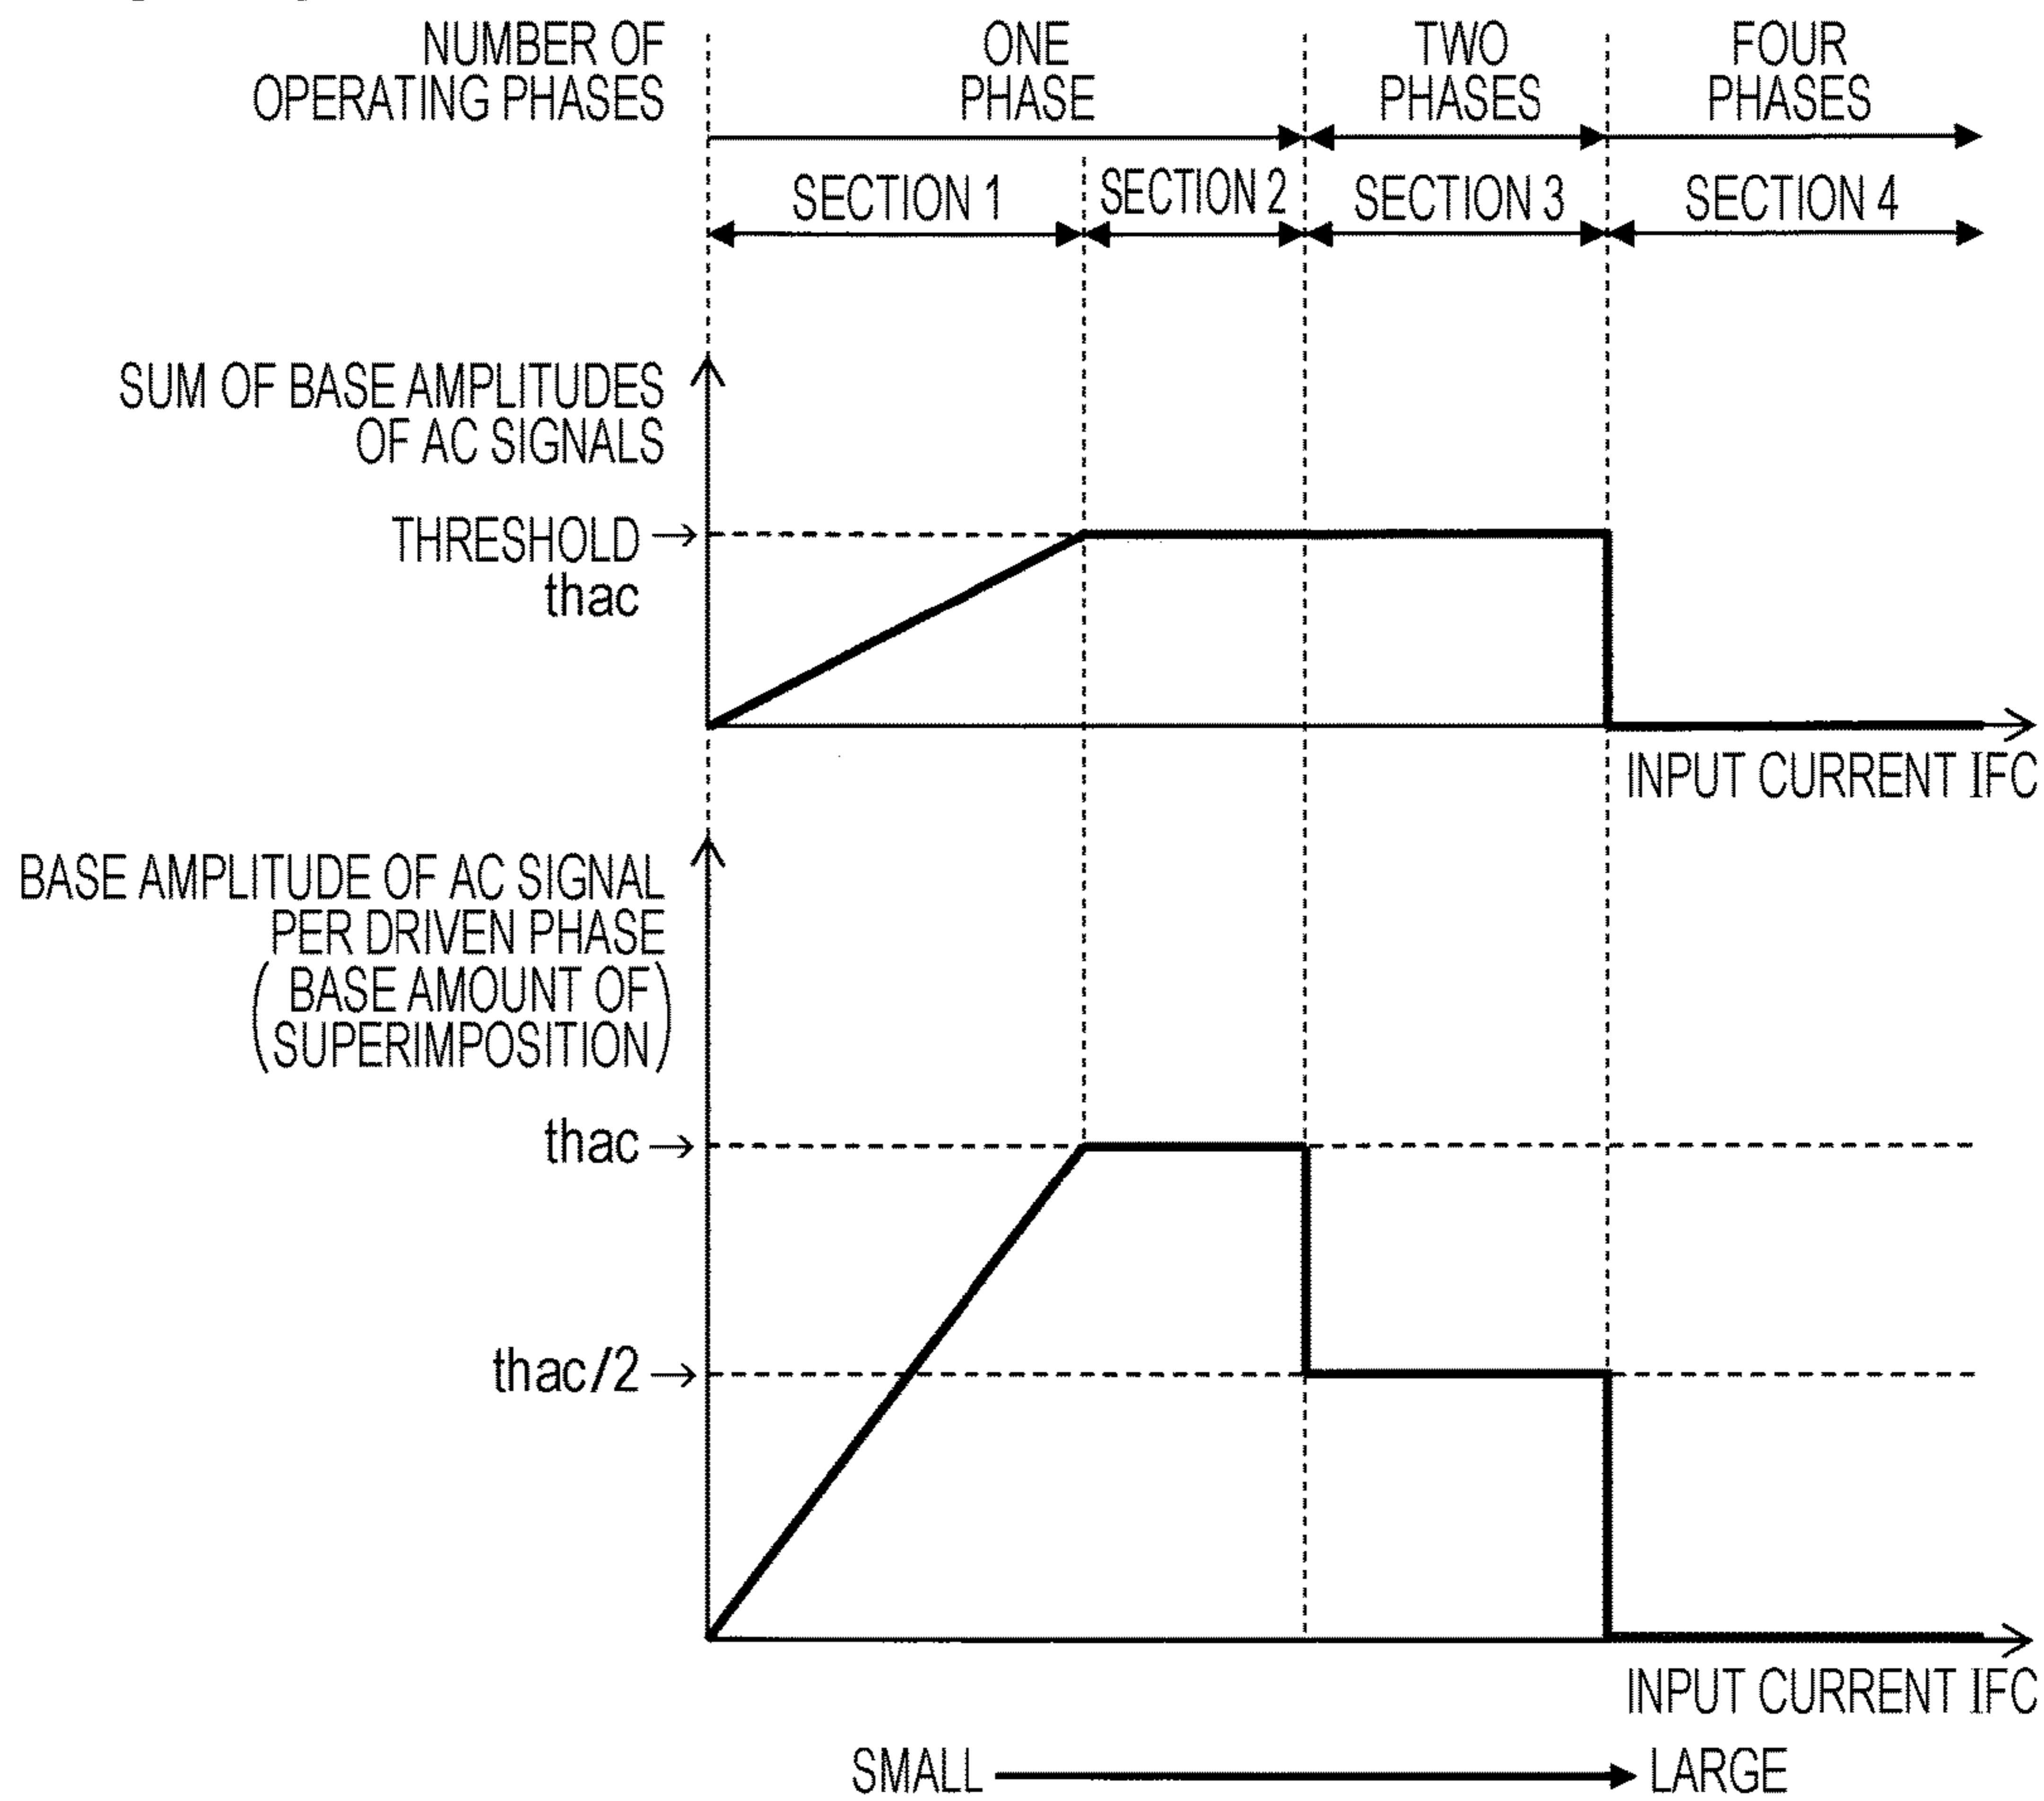 NUMBER OF
OPERATING PHASES
ONE
PHASE
TWO
PHASES
FOUR
PHASES
SECTION 1
SECTION 2
SECTION 3
SECTION 4
SUM OF BASE AMPLITUDES
OF AC SIGNALS
THRESHOLD
thac
INPUT CURRENT IFC
BASE AMPLITUDE OF AC SIGNAL
PER DRIVEN PHASE
(BASE AMOUNT OF
SUPERIMPOSITION)
thac
thac/2
INPUT CURRENT IFC
SMALL
LARGE